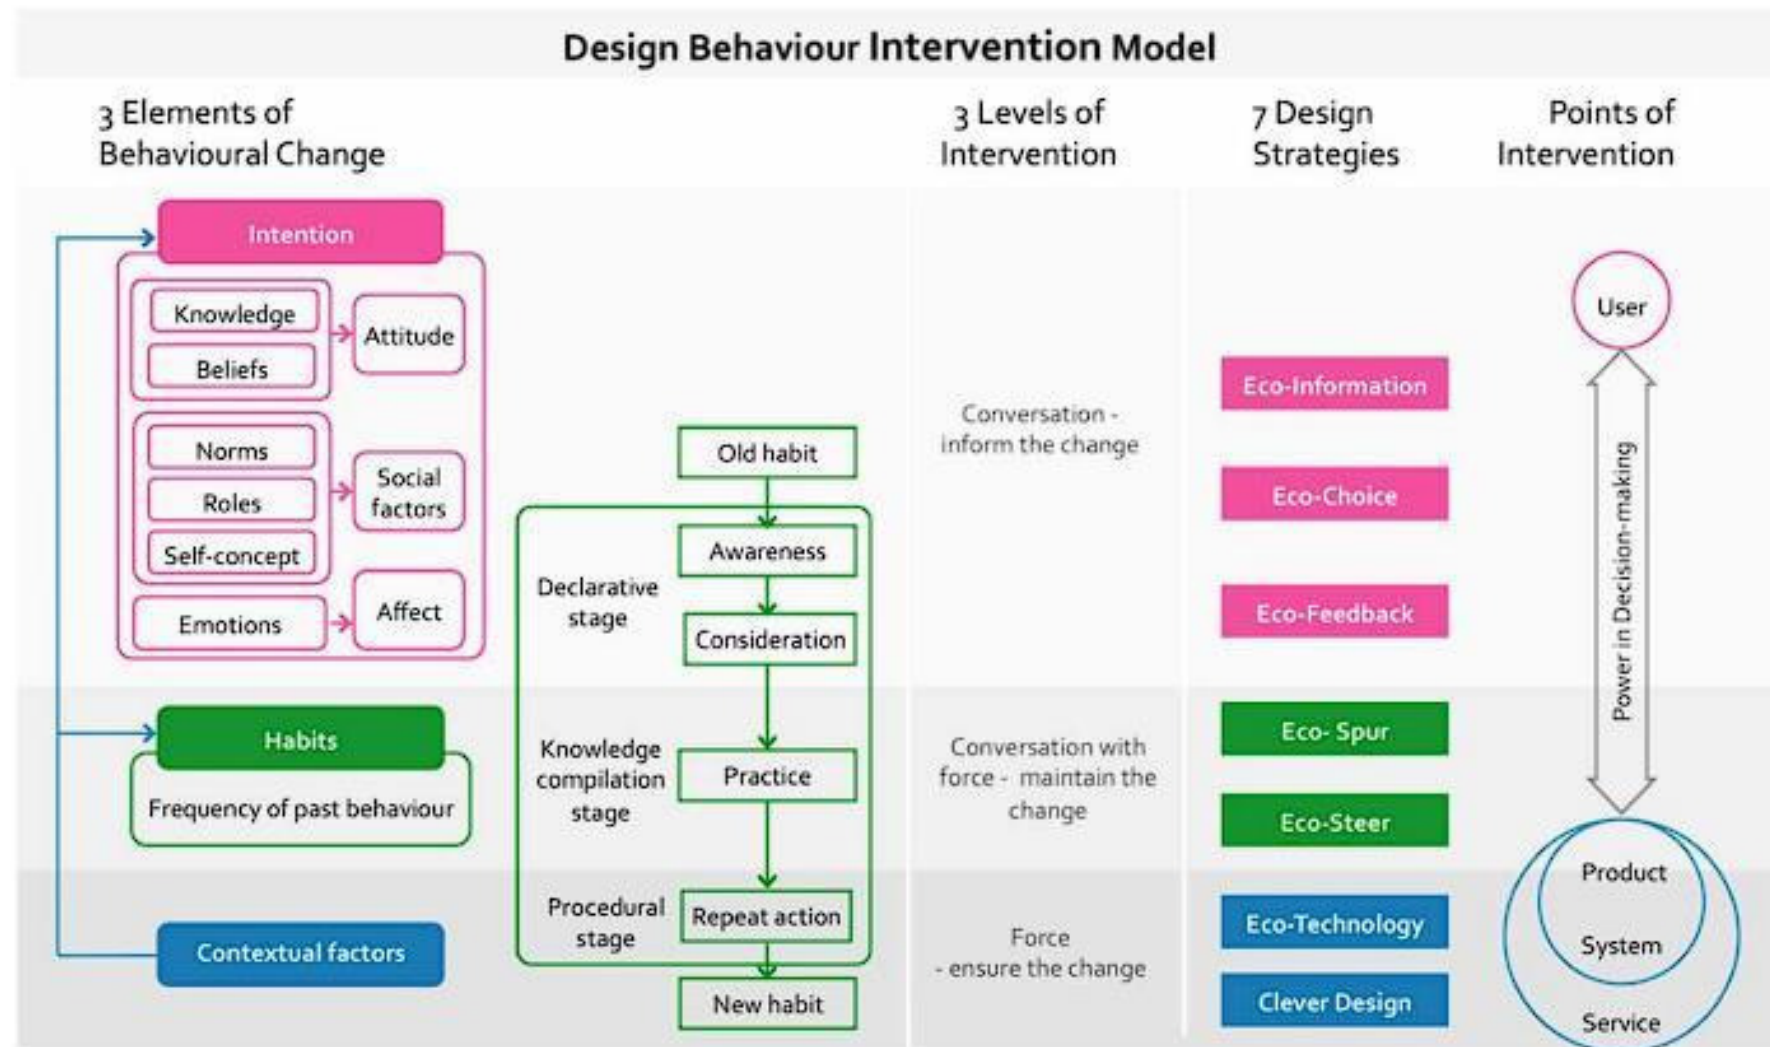 Design Behaviour Intervention Model
3 Elements of
Behavioural Change
3 Levels of
Intervention
7 Design
Strategies
Points of
Intervention
Intention
Knowledge
Beliefs
Attitude
Norms
Roles
Self-concept
Social
factors
Emotions
Affect
Habits
Frequency of past behaviour
Contextual factors
Old habit
Declarative
stage
Awareness
Consideration
Knowledge
compilation
stage
Practice
Procedural
stage
Repeat action
New habit
Conversation -
inform the change
Conversation with
force - maintain the
change
Force
- ensure the change
Eco-Information
Eco-Choice
Eco-Feedback
Eco- Spur
Eco-Steer
Eco-Technology
Clever Design
User
Power in Decision-making
Product
System
Service